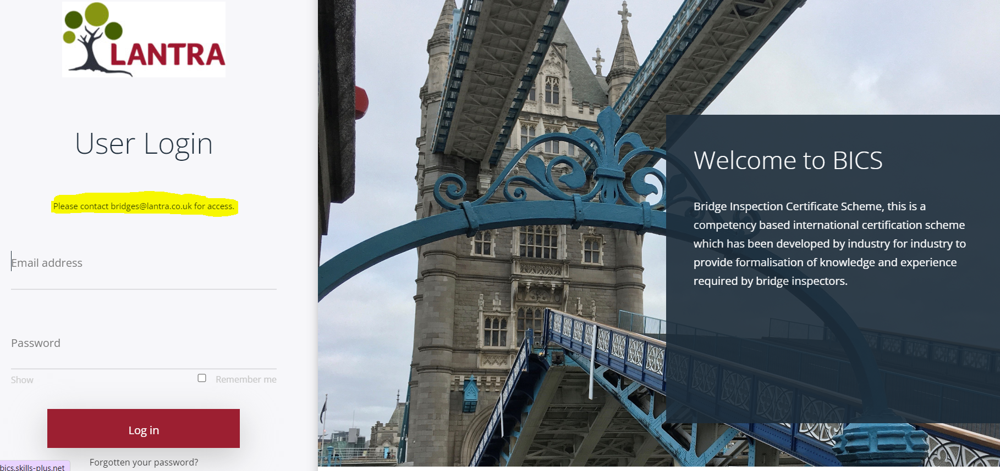 LANTRA
User Login
Please contact bridges@lantra.co.uk for access.
Email address
Password
Show
Remember me
Log in
Forgotten your password?
bics.skills-plus.net
Welcome to BICS
Bridge Inspection Certificate Scheme, this is a
competency based international certification scheme
which has been developed by industry for industry to
provide formalisation of knowledge and experience
required by bridge inspectors.